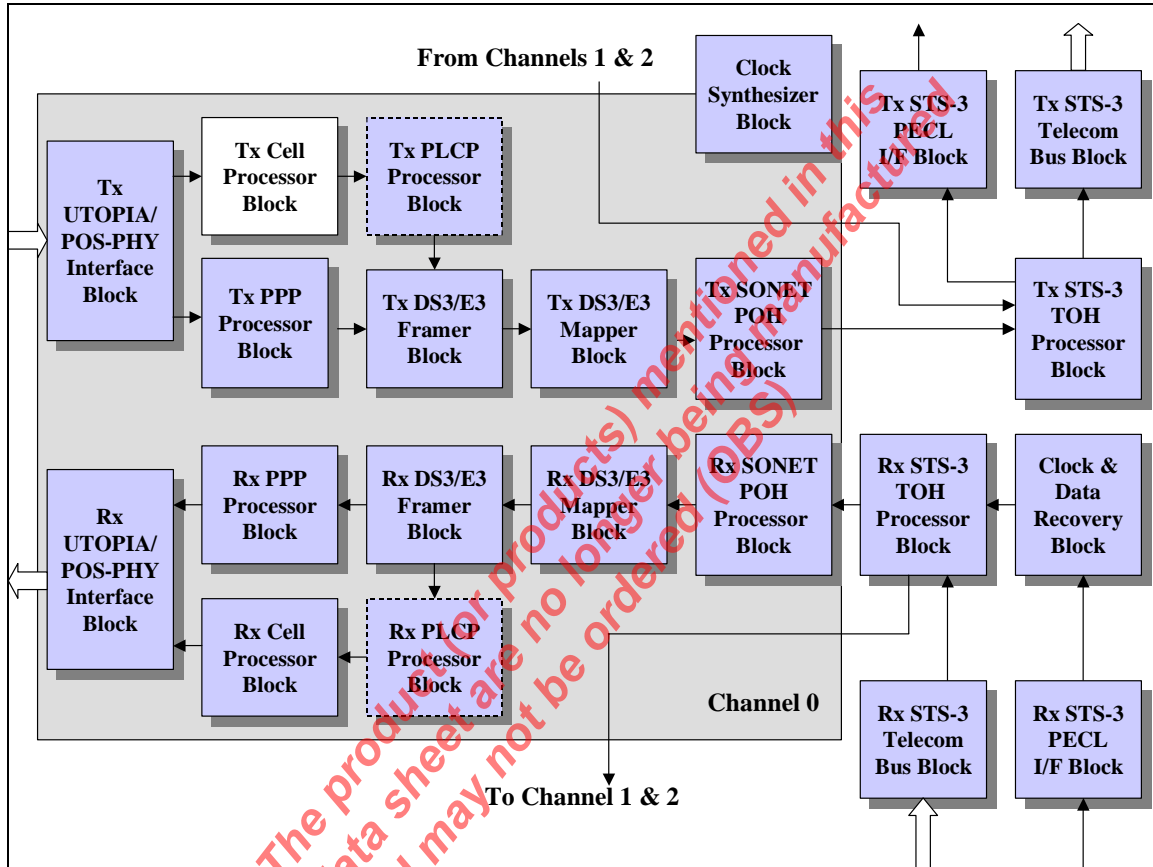 From Channels 1 & 2
Clock
Synthesizer
Block
Tx STS-3
PECL
I/F Block
Tx STS-3
Telecom
Bus Block
Tx
UTOPIA/
POS-PHY
Interface
Block
Tx Cell
Processor
Block
Tx PLCP
Processor
Block
Tx PPP
Processor
Block
Tx DS3/E3
Framer
Block
Tx DS3/E3
Mapper
Block
Tx SONET
POH
Processor
Block
Tx STS-3
TOH
Processor
Block
Rx
UTOPIA/
POS-PHY
Interface
Block
Rx PPP
Processor
Block
Rx DS3/E3
Framer
Block
Rx DS3/E3
Mapper
Block
Rx SONET
POH
Processor
Block
Rx STS-3
TOH
Processor
Block
Clock &
Data
Recovery
Block
Rx Cell
Processor
Block
Rx PLCP
Processor
Block
Channel 0
Rx STS-3
Telecom
Bus Block
Rx STS-3
PECL
I/F Block
To Channel 1 & 2
The product (or products) mentioned in this
data sheet are no longer being manufactured
may not be ordered (OBS)